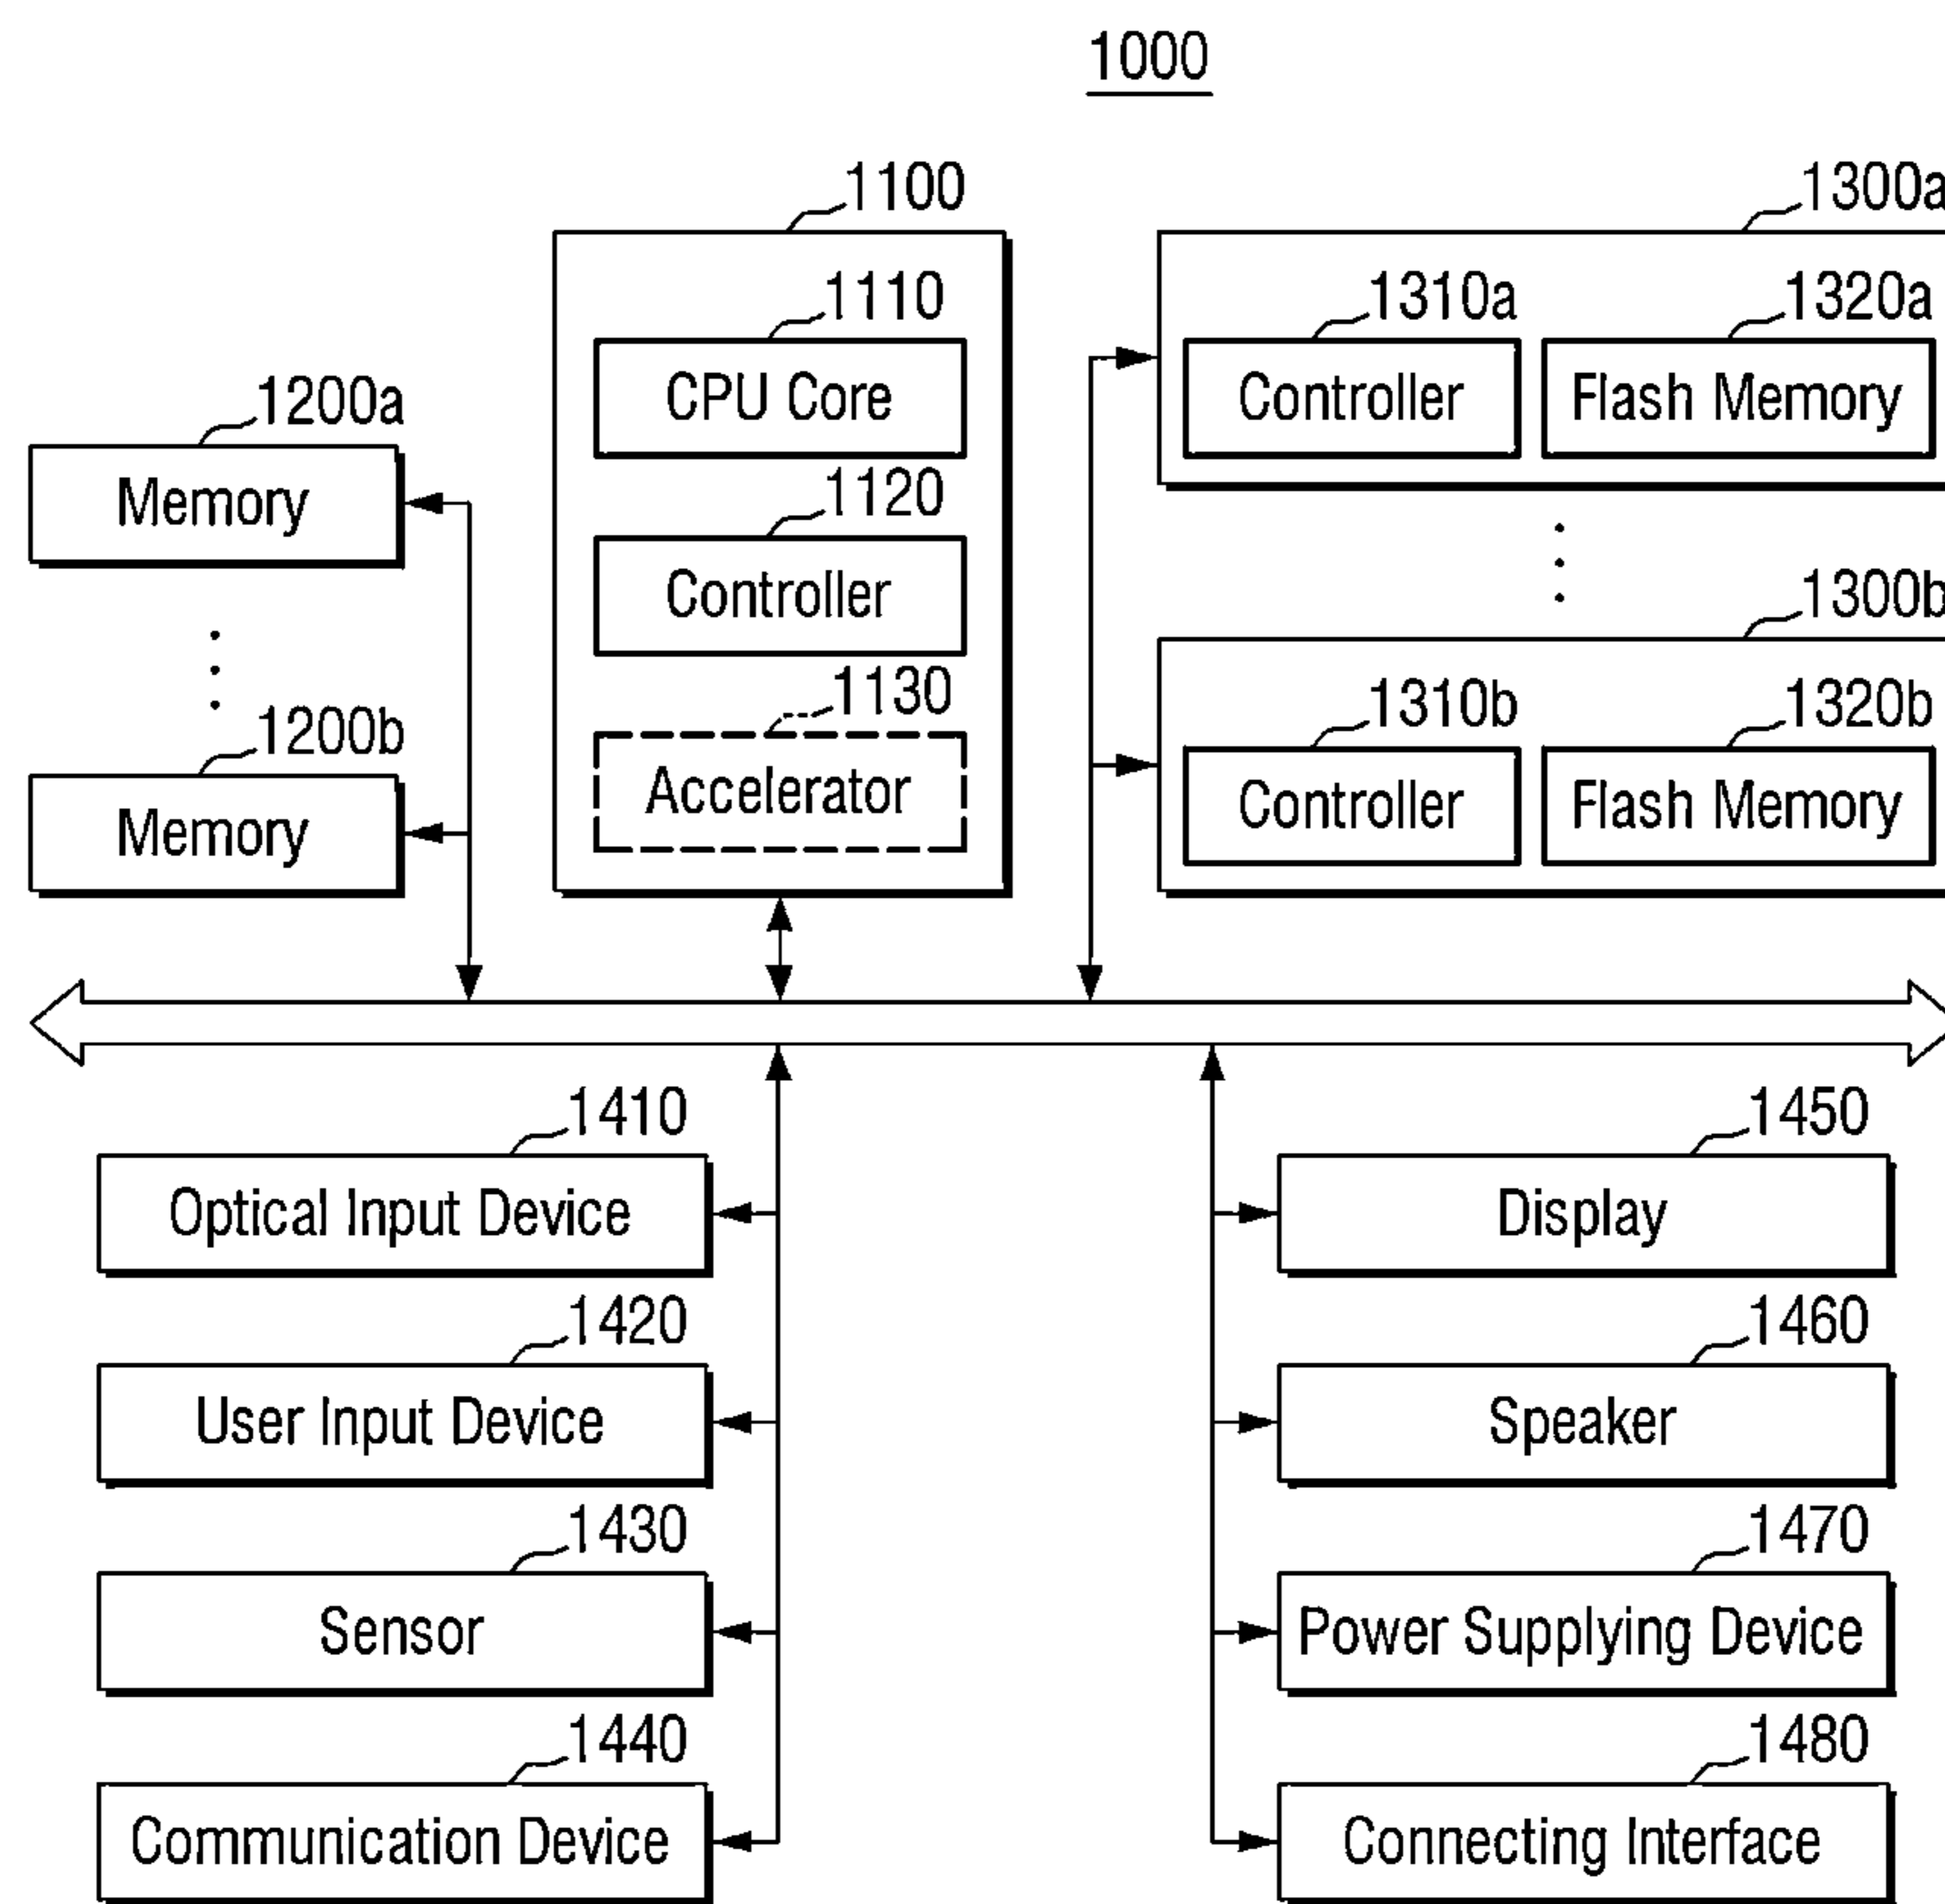 1000
1100
1300a
1110
1310a
1320a
CPU Core
Controller
Flash Memory
1200a
Memory
1120
Controller
1300b
1130
1310b
1320b
1200b
Accelerator
Controller
Flash Memory
Memory
1410
1450
Optical Input Device
Display
1420
1460
User Input Device
Speaker
1430
1470
Sensor
Power Supplying Device
1440
1480
Communication Device
Connecting Interface